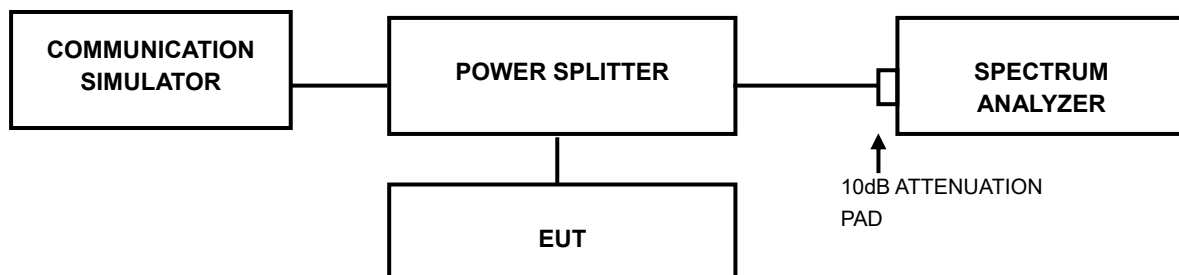 COMMUNICATION
SIMULATOR
POWER SPLITTER
SPECTRUM
ANALYZER
10dB ATTENUATION
PAD
EUT